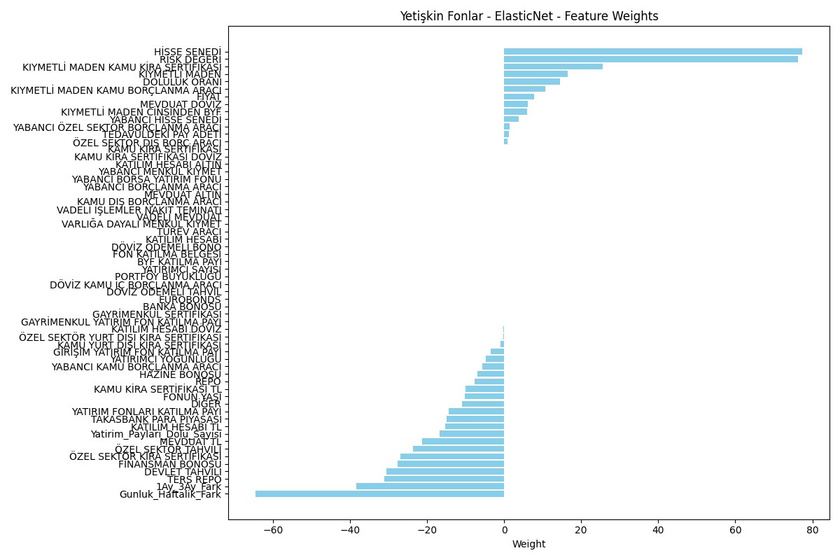 Yetişkin Fonlar - ElasticNet - Feature Weights
HİSSE SENEDİ
RİSK DEĞERİ
KIYMETLİ MADEN KAMU KİRA SERTİFİKASI
KIYMETLİ MADEN
DOLULUK ORANI
KIYMETLİ MADEN KAMU BORÇLANMA ARACI
FİYAT
MEVDUAT DÖVİZ
KIYMETLİ MADEN CİNSİNDEN BYF
YABANCI HİSSE SENEDİ
YABANCI ÖZEL SEKTÖR BORÇLANMA ARACI
TEDAVÜLDEKİ PAY ADETİ
ÖZEL SEKTÖR DIŞ BORÇ ARACI
KAMU KİRA SERTİFİKASI
KAMU KİRA SERTİFİKASI DÖVİZ
KATILIM HESABI ALTIN
YABANCI MENKUL KIYMET
YABANCI BORSA YATIRIM FONU
YABANCI BORÇLANMA ARACI
MEVDUAT ALTIN
KAMU DIŞ BORÇLANMA ARACI
VADELİ İŞLEMLER NAKİT TEMİNATI
VADELİ MEVDUAT
VARLIĞA DAYALI MENKUL KIYMET
TÜREV ARACI
KATILIM HESABI
DÖVİZ ÖDEMELİ BONO
FON KATILMA BELGESİ
BYF KATILMA PAYI
YATIRIMCI SAYISI
PORTFÖY BÜYÜKLÜĞÜ
DÖVİZ KAMU İÇ BORÇLANMA ARACI
DÖVİZ ÖDEMELİ TAHVİL
EUROBONDS
BANKA BONOSU
GAYRİMENKUL SERTİFİKASI
GAYRİMENKUL YATIRIM FON KATILMA PAYI
KATILIM HESABI DÖVİZ
ÖZEL SEKTÖR YURT DIŞI KİRA SERTİFİKASI
KAMU YURT DIŞI KİRA SERTİFİKASI
GİRİŞİM YATIRIM FON KATILMA PAYI
YATIRIMCI YOĞUNLUĞU
YABANCI KAMU BORÇLANMA ARACI
HAZİNE BONOSU
REPO
KAMU KİRA SERTİFİKASI TL
FONUN YAŞI
DİĞER
YATIRIM FONLARI KATILMA PAYI
TAKASBANK PARA PİYASASI
KATILIM HESABI TL
Yatirim_Paylari_Dolu_Sayisi
MEVDUAT TL
ÖZEL SEKTÖR TAHVİLİ
ÖZEL SEKTÖR KİRA SERTİFİKASI
FİNANSMAN BONOSU
DEVLET TAHVİLİ
TERS REPO
1Ay_3Ay_Fark
Gunluk_Haftalik_Fark
−60 −40 −20 0 20 40 60 80
Weight